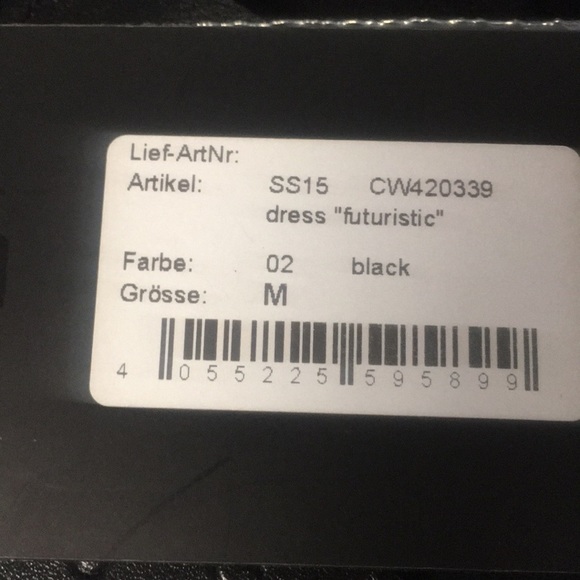 Lief-ArtNr:
Artikel: SS15 CW420339
dress "futuristic"
Farbe: 02 black
Grösse: M
4 055225 595899